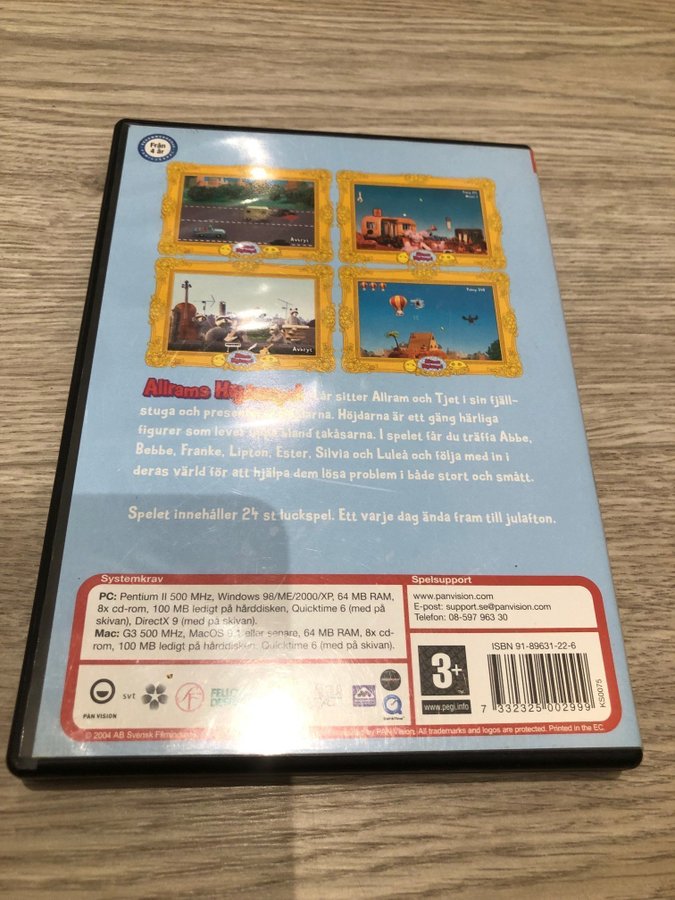 Från
4 år
Avbryt
Avbryt
Allrams Höjdarpaket I år sitter Allram och Tjet i sin fjäll-
stuga och presen
Höjdarna är ett gäng härliga
figurer som lever bland takåsarna. I spelet får du träffa Abbe,
Bebbe, Franke, Lipton, Ester, Silvia och Luleå och följa med in i
deras värld för att hjälpa dem lösa problem i både stort och smått.
Spelet innehåller 24 st luckspel. Ett varje dag ända fram till julafton.
Systemkrav
PC: Pentium II 500 MHz, Windows 98/ME/2000/XP, 64 MB RAM,
8x cd-rom, 100 MB ledigt på hårddisken, Quicktime 6 (med på
skivan), DirectX 9 (med på skivan).
Mac: G3 500 MHz, MacOS 9.1 eller senare, 64 MB RAM, 8x cd-
rom, 100 MB ledigt på hårddisken, Quicktime 6 (med på skivan).
Spelsupport
www.panvision.com
E-post: support.se@panvision.com
Telefon: 08-597 963 30
3+
www.pegi.info
ISBN 91-89631-22-6
7 332325 002999
KS0075
PAN VISION
svt
© 2004 AB Svensk Filmindus
by PAN Vision. All trademarks and logos are protected. Printed in the EC.